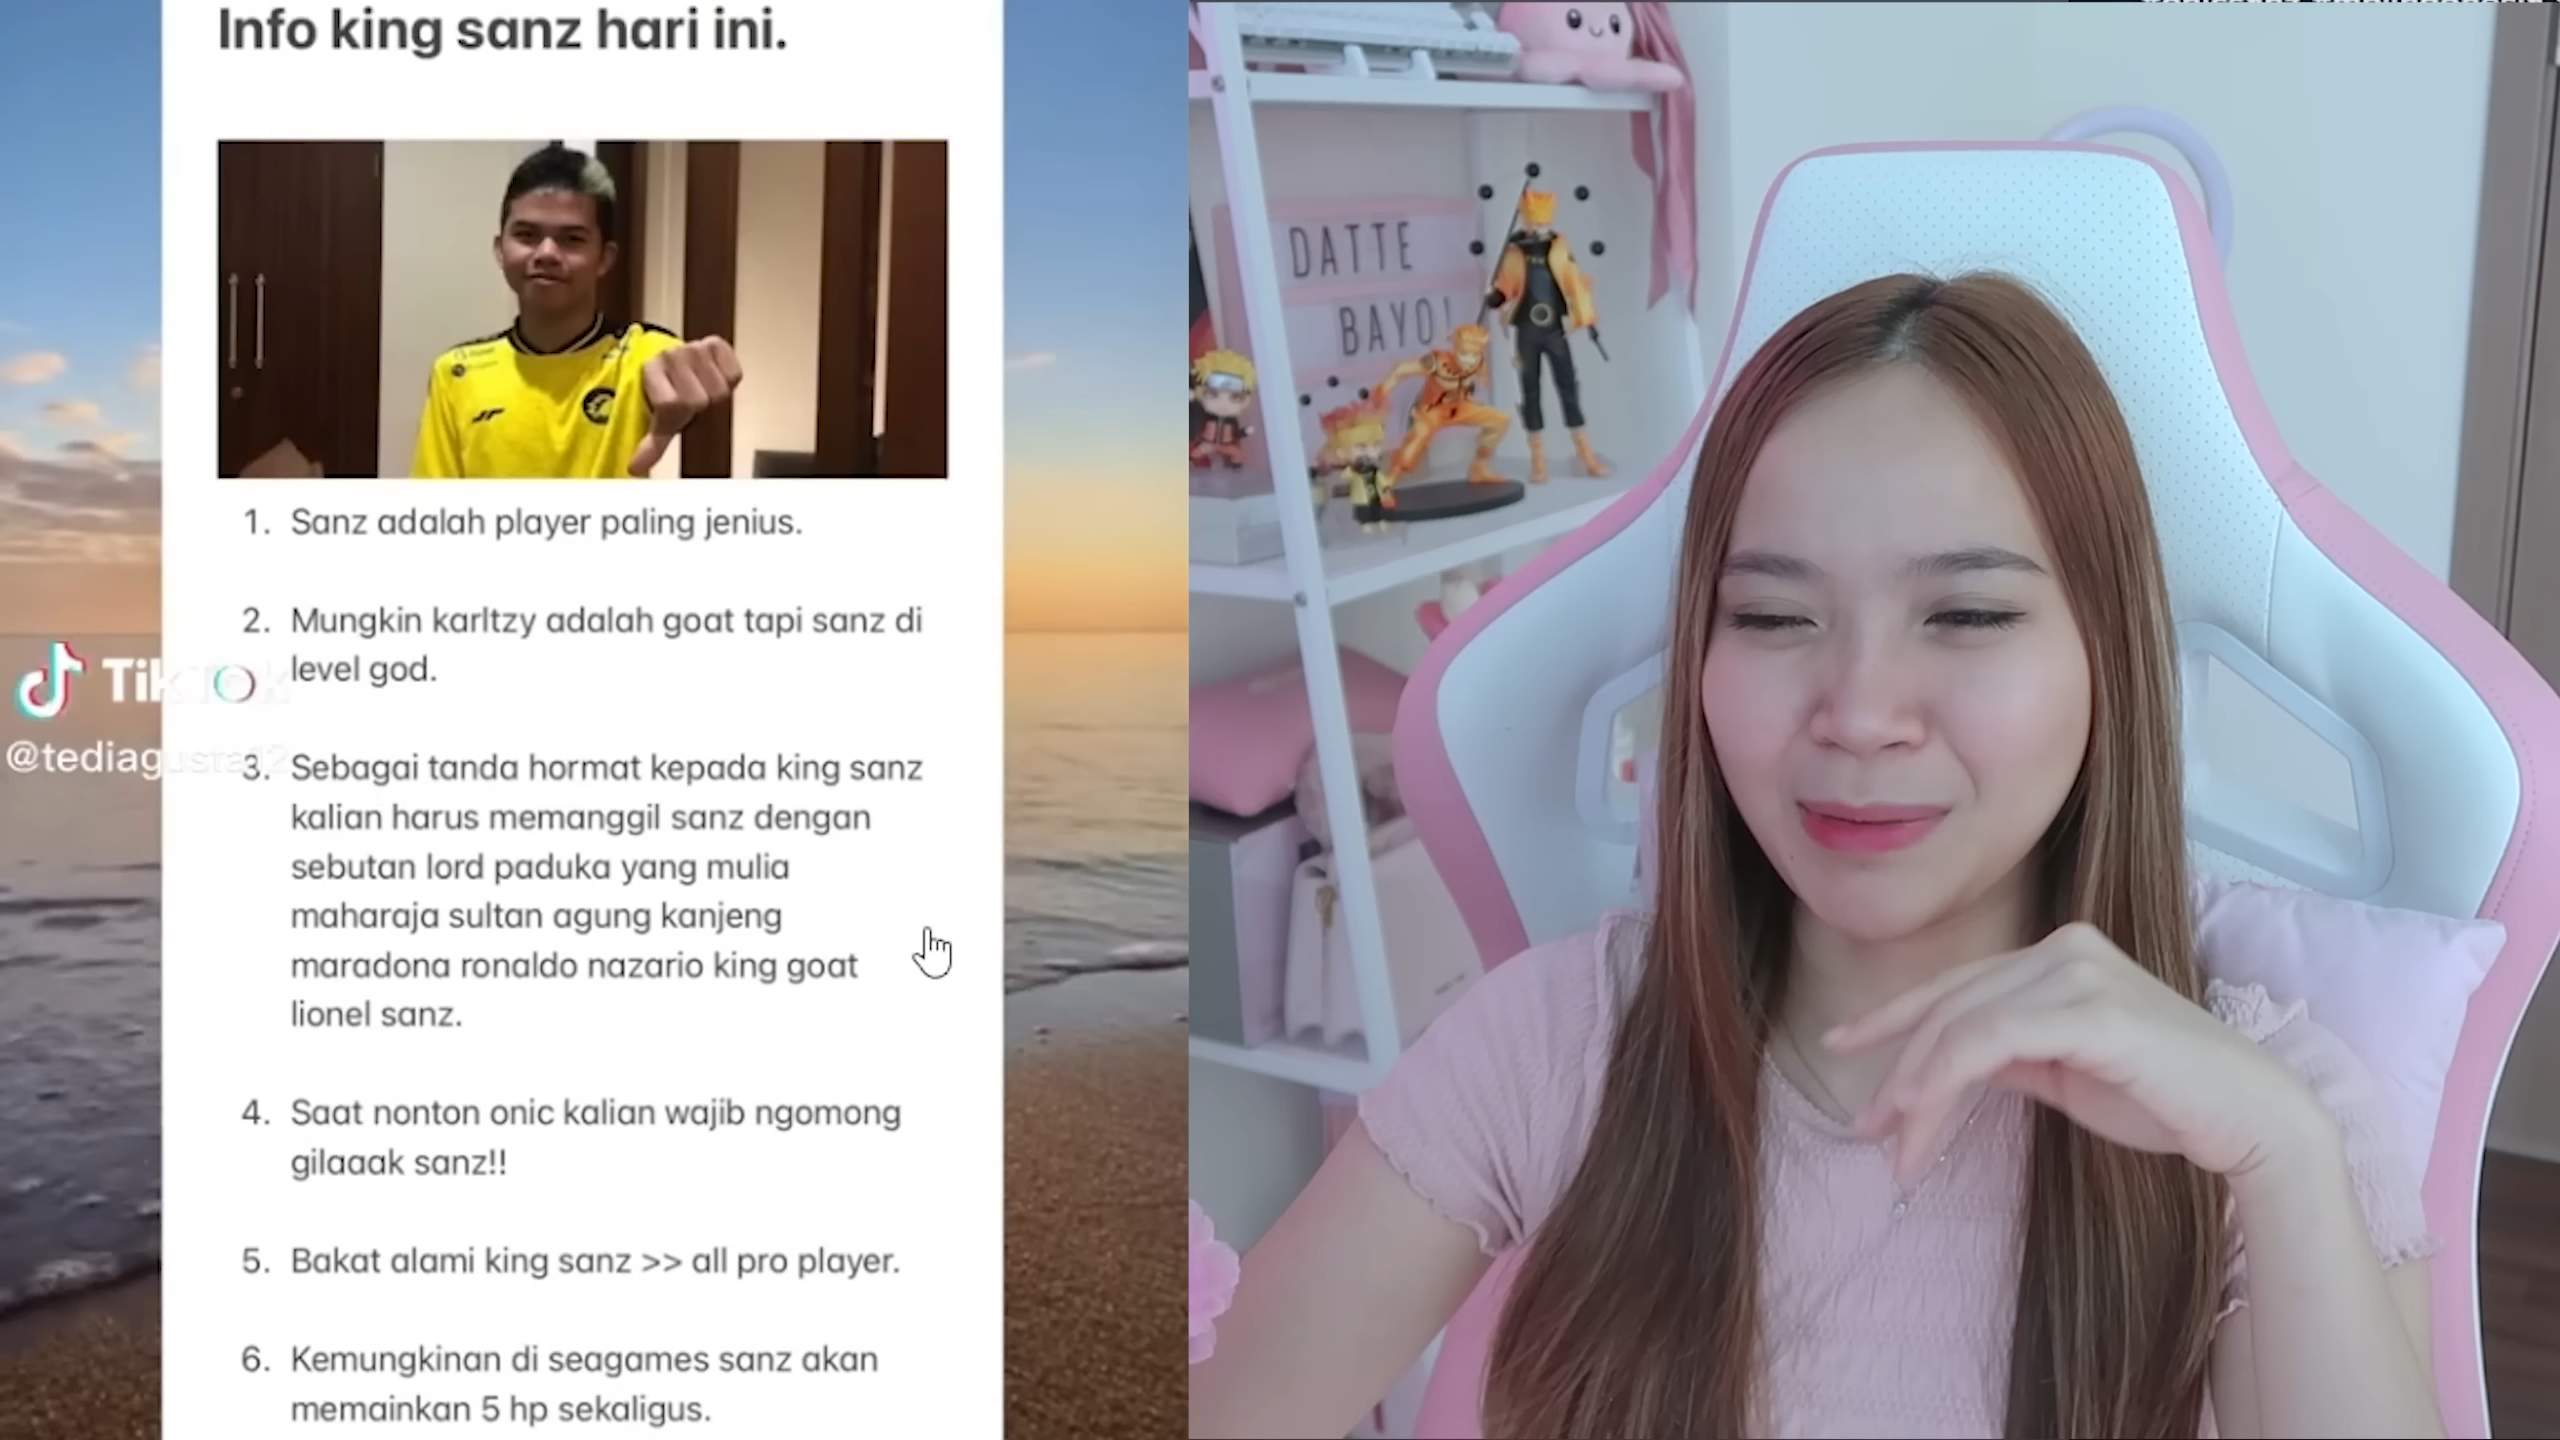 Info king sanz hari ini.
1. Sanz adalah player paling jenius.
2. Mungkin karltzy adalah goat tapi sanz di
level god.
3. Sebagai tanda hormat kepada king sanz
kalian harus memanggil sanz dengan
sebutan lord paduka yang mulia
maharaja sultan agung kanjeng
maradona ronaldo nazario king goat
lionel sanz.
4. Saat nonton onic kalian wajib ngomong
gilaaak sanz!!
5. Bakat alami king sanz >> all pro player.
6. Kemungkinan di seagames sanz akan
memainkan 5 hp sekaligus.
TikTok
@tediagusta12
DATTE
BAYO!